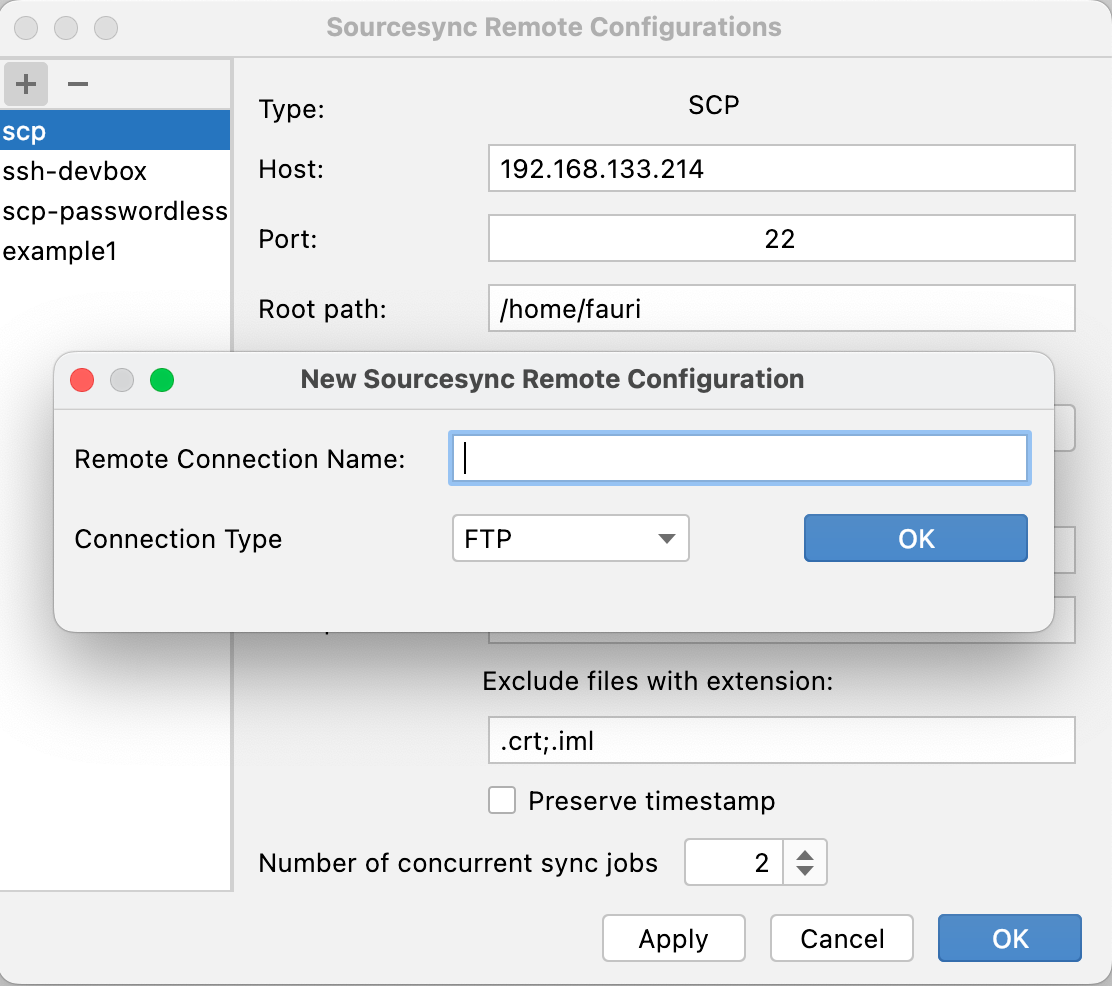 Sourcesync Remote Configurations
scp
ssh-devbox
scp-passwordless
example1
Type: SCP
Host: 192.168.133.214
Port: 22
Root path: /home/fauri
New Sourcesync Remote Configuration
Remote Connection Name:
Connection Type FTP OK
Exclude files with extension:
.crt;.iml
Preserve timestamp
Number of concurrent sync jobs 2
Apply Cancel OK